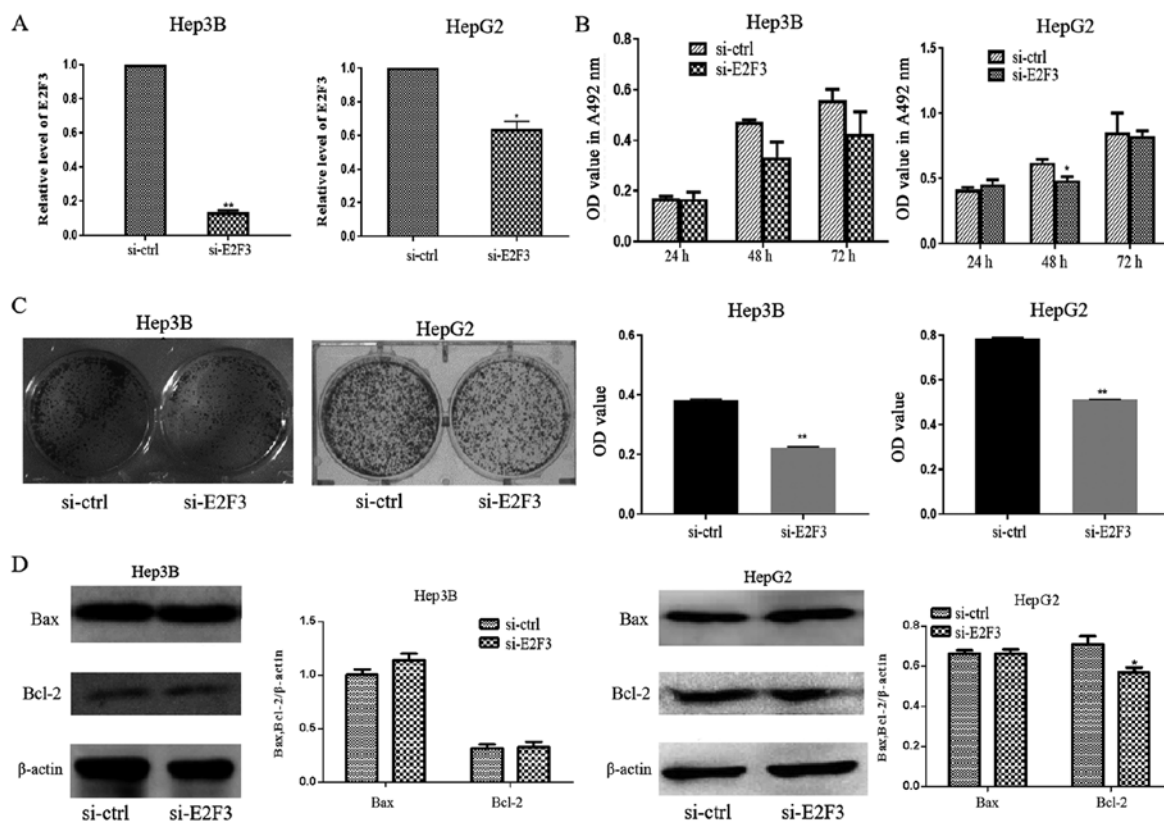 A
Hep3B
Relative level of E2F3
1.0
0.8
0.6
0.4
0.2
0.0
**
si-ctrl
si-E2F3
HepG2
Relative level of E2F3
1.0
0.8
0.6
0.4
0.2
0.0
*
si-ctrl
si-E2F3
B
Hep3B
OD value in A492 nm
0.8
0.6
0.4
0.2
0.0
si-ctrl
si-E2F3
24 h
48 h
72 h
HepG2
OD value in A492 nm
1.5
1.0
0.5
0.0
si-ctrl
si-E2F3
*
24 h
48 h
72 h
C
Hep3B
si-ctrl
si-E2F3
HepG2
si-ctrl
si-E2F3
Hep3B
OD value
0.6
0.4
0.2
0.0
**
si-ctrl
si-E2F3
HepG2
OD value
0.8
0.6
0.4
0.2
0.0
**
si-ctrl
si-E2F3
D
Hep3B
Bax
Bcl-2
β-actin
si-ctrl
si-E2F3
Hep3B
Bax,Bcl-2/β-actin
1.5
1.0
0.5
0.0
si-ctrl
si-E2F3
Bax
Bcl-2
HepG2
Bax
Bcl-2
β-actin
si-ctrl
si-E2F3
HepG2
Bax,Bcl-2/β-actin
0.8
0.6
0.4
0.2
0.0
si-ctrl
si-E2F3
*
Bax
Bcl-2